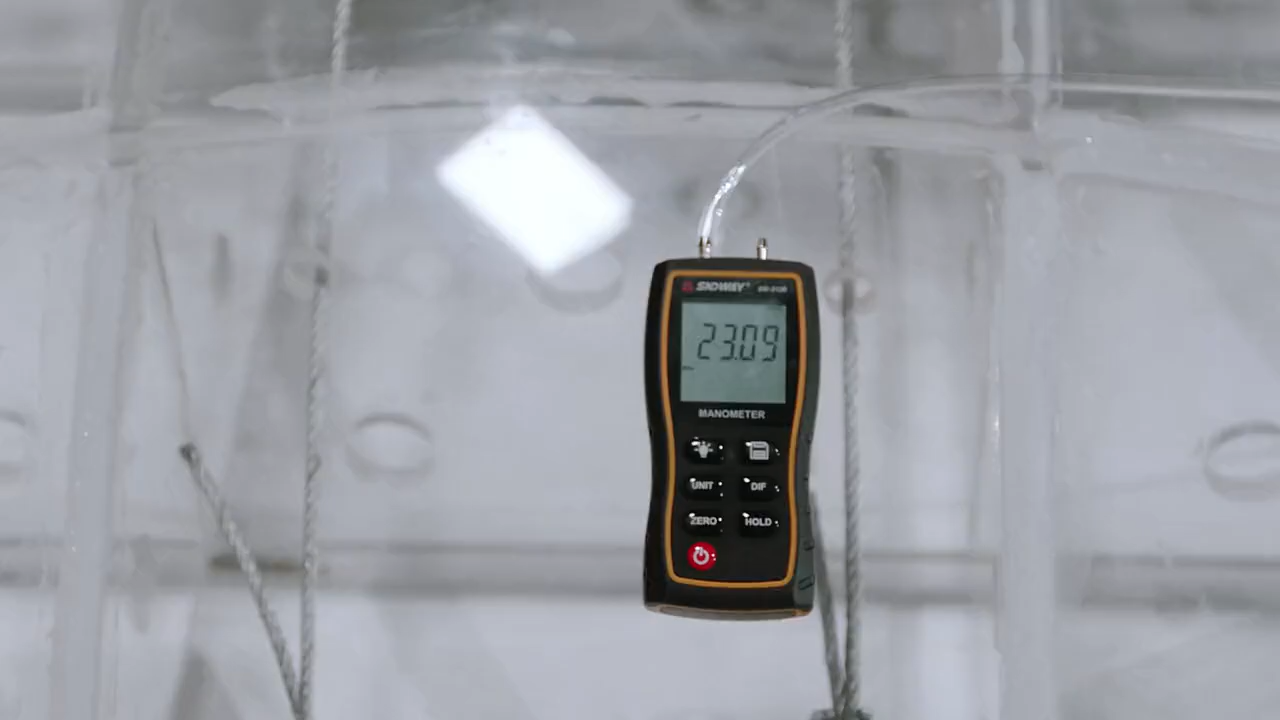 SNDWAY
23.09
MANOMETER
UNIT DIF
ZERO HOLD